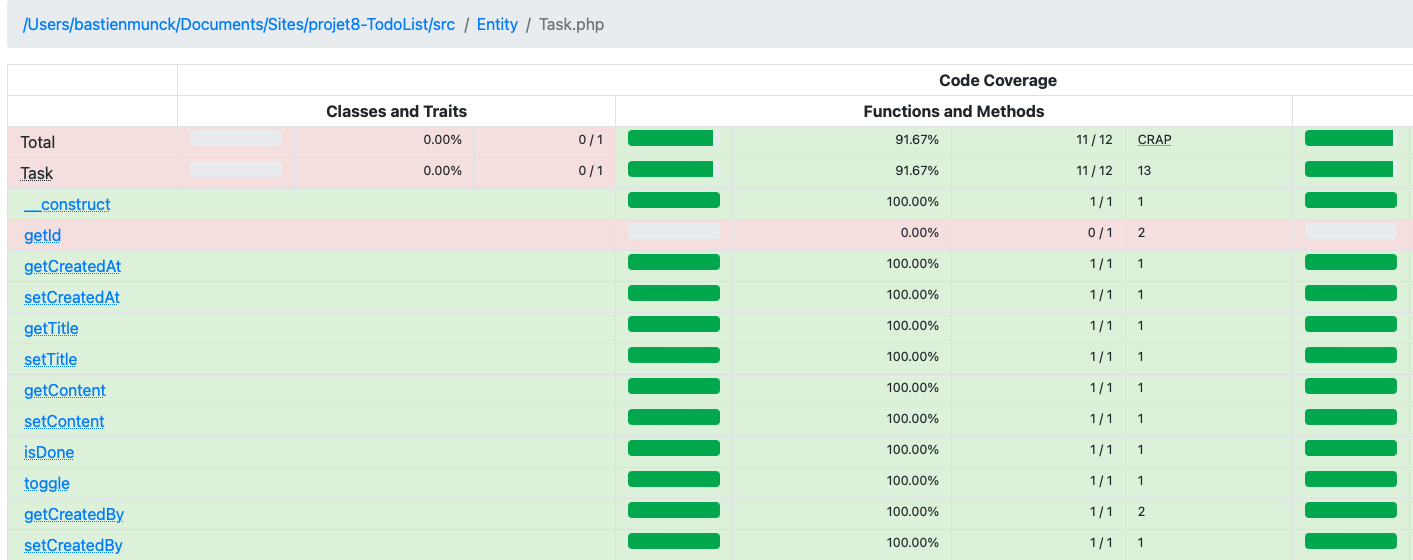 /Users/bastienmunck/Documents/Sites/projet8-TodoList/src / Entity / Task.php
Code Coverage
Classes and Traits Functions and Methods
Total 0.00% 0 / 1 91.67% 11 / 12 CRAP
Task 0.00% 0 / 1 91.67% 11 / 12 13
__construct 100.00% 1 / 1 1
getId 0.00% 0 / 1 2
getCreatedAt 100.00% 1 / 1 1
setCreatedAt 100.00% 1 / 1 1
getTitle 100.00% 1 / 1 1
setTitle 100.00% 1 / 1 1
getContent 100.00% 1 / 1 1
setContent 100.00% 1 / 1 1
isDone 100.00% 1 / 1 1
toggle 100.00% 1 / 1 1
getCreatedBy 100.00% 1 / 1 2
setCreatedBy 100.00% 1 / 1 1